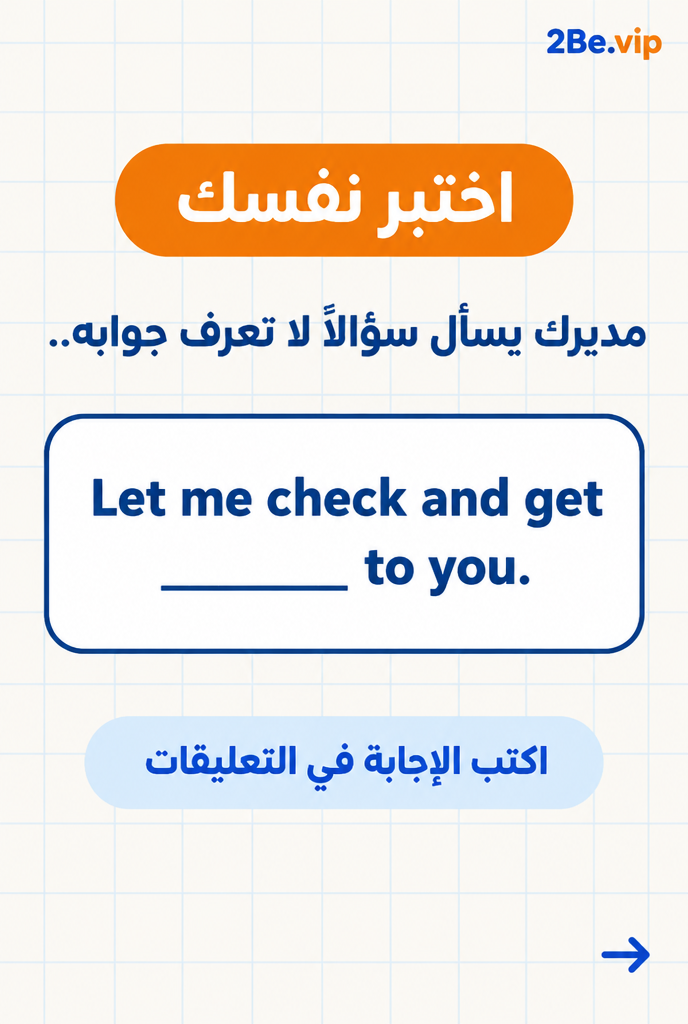 2Be.vip
اختبر نفسك
مديرك يسأل سؤالاً لا تعرف جوابه..
Let me check and get
________ to you.
اكتب الإجابة في التعليقات
→